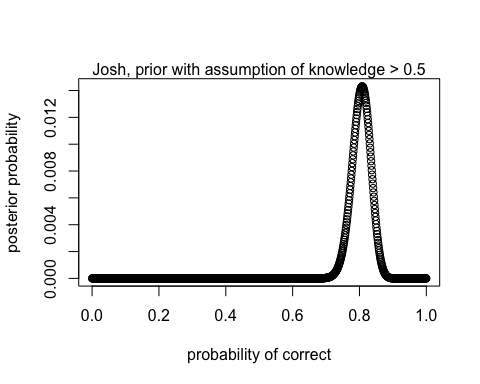 Josh, prior with assumption of knowledge > 0.5
posterior probability
0.012
0.008
0.004
0.000
0.0 0.2 0.4 0.6 0.8 1.0
probability of correct